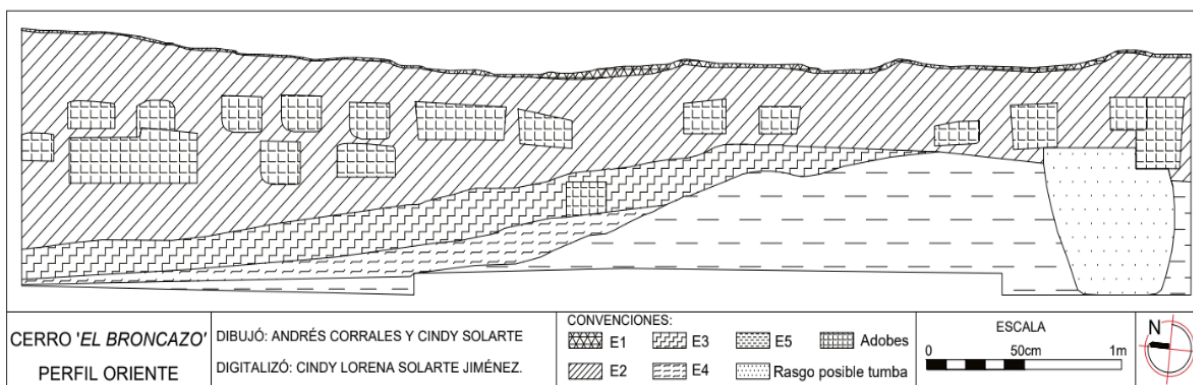 CERRO 'EL BRONCAZO'
PERFIL ORIENTE
DIBUJÓ: ANDRÉS CORRALES Y CINDY SOLARTE
DIGITALIZÓ: CINDY LORENA SOLARTE JIMÉNEZ.
CONVENCIONES:
E1 E3 E5 Adobes
E2 E4 Rasgo posible tumba
ESCALA
0 50cm 1m
N